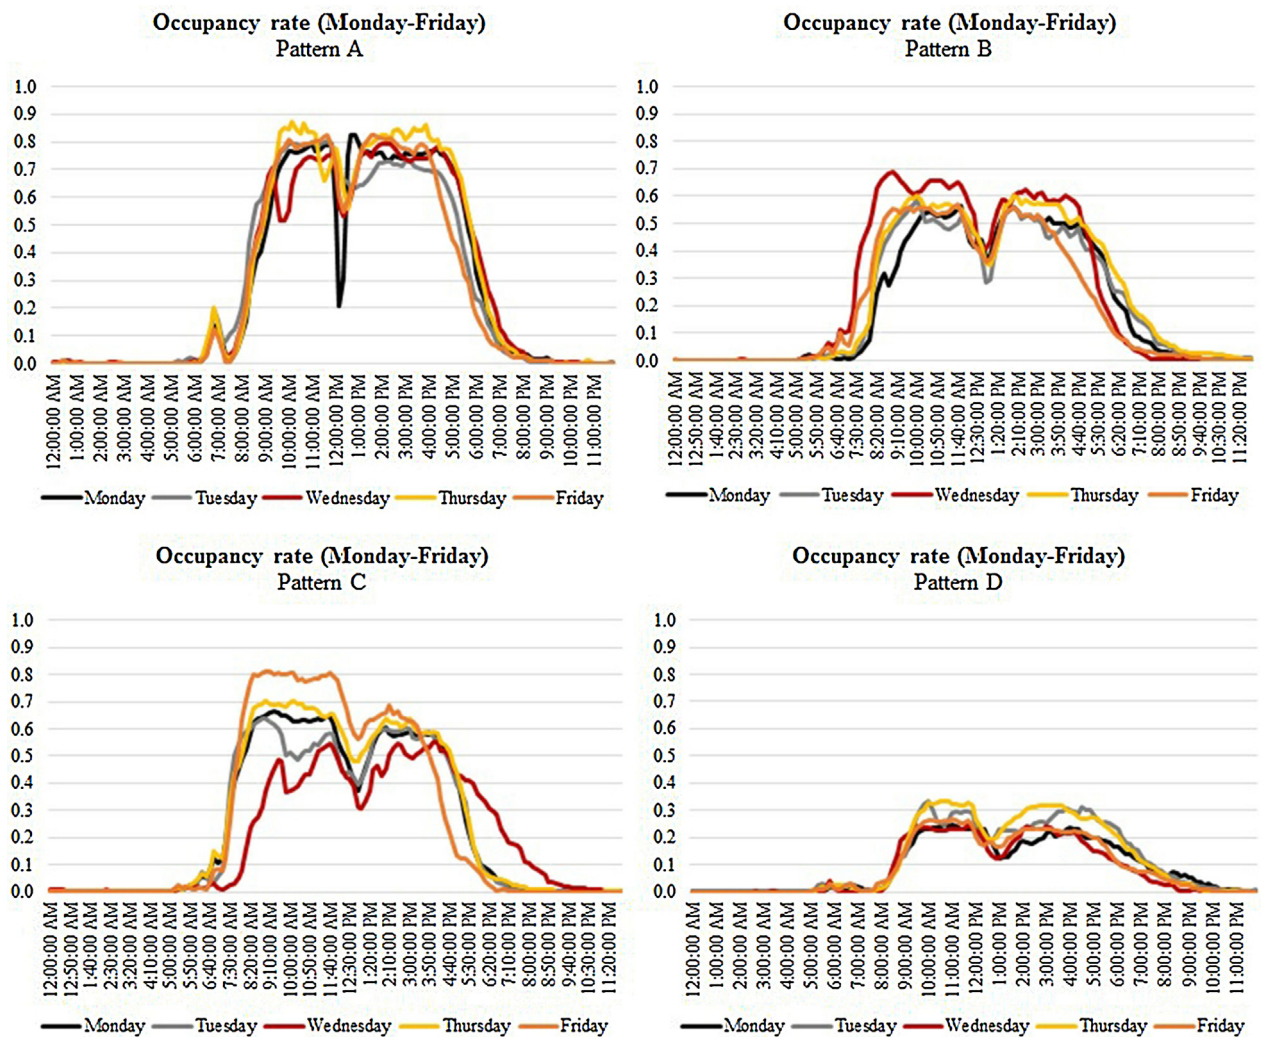 Occupancy rate (Monday-Friday)
Pattern A
1.0
0.9
0.8
0.7
0.6
0.5
0.4
0.3
0.2
0.1
0.0
12:00:00 AM
1:00:00 AM
2:00:00 AM
3:00:00 AM
4:00:00 AM
5:00:00 AM
6:00:00 AM
7:00:00 AM
8:00:00 AM
9:00:00 AM
10:00:00 AM
11:00:00 AM
12:00:00 PM
1:00:00 PM
2:00:00 PM
3:00:00 PM
4:00:00 PM
5:00:00 PM
6:00:00 PM
7:00:00 PM
8:00:00 PM
9:00:00 PM
10:00:00 PM
11:00:00 PM
Monday Tuesday Wednesday Thursday Friday
Occupancy rate (Monday-Friday)
Pattern B
1.0
0.9
0.8
0.7
0.6
0.5
0.4
0.3
0.2
0.1
0.0
12:00:00 AM
12:50:00 AM
1:40:00 AM
2:30:00 AM
3:20:00 AM
4:10:00 AM
5:00:00 AM
5:50:00 AM
6:40:00 AM
7:30:00 AM
8:20:00 AM
9:10:00 AM
10:00:00 AM
10:50:00 AM
11:40:00 AM
12:30:00 PM
1:20:00 PM
2:10:00 PM
3:00:00 PM
3:50:00 PM
4:40:00 PM
5:30:00 PM
6:20:00 PM
7:10:00 PM
8:00:00 PM
8:50:00 PM
9:40:00 PM
10:30:00 PM
11:20:00 PM
Monday Tuesday Wednesday Thursday Friday
Occupancy rate (Monday-Friday)
Pattern C
1.0
0.9
0.8
0.7
0.6
0.5
0.4
0.3
0.2
0.1
0.0
12:00:00 AM
12:50:00 AM
1:40:00 AM
2:30:00 AM
3:20:00 AM
4:10:00 AM
5:00:00 AM
5:50:00 AM
6:40:00 AM
7:30:00 AM
8:20:00 AM
9:10:00 AM
10:00:00 AM
10:50:00 AM
11:40:00 AM
12:30:00 PM
1:20:00 PM
2:10:00 PM
3:00:00 PM
3:50:00 PM
4:40:00 PM
5:30:00 PM
6:20:00 PM
7:10:00 PM
8:00:00 PM
8:50:00 PM
9:40:00 PM
10:30:00 PM
11:20:00 PM
Monday Tuesday Wednesday Thursday Friday
Occupancy rate (Monday-Friday)
Pattern D
1.0
0.9
0.8
0.7
0.6
0.5
0.4
0.3
0.2
0.1
0.0
12:00:00 AM
1:00:00 AM
2:00:00 AM
3:00:00 AM
4:00:00 AM
5:00:00 AM
6:00:00 AM
7:00:00 AM
8:00:00 AM
9:00:00 AM
10:00:00 AM
11:00:00 AM
12:00:00 PM
1:00:00 PM
2:00:00 PM
3:00:00 PM
4:00:00 PM
5:00:00 PM
6:00:00 PM
7:00:00 PM
8:00:00 PM
9:00:00 PM
10:00:00 PM
11:00:00 PM
Monday Tuesday Wednesday Thursday Friday